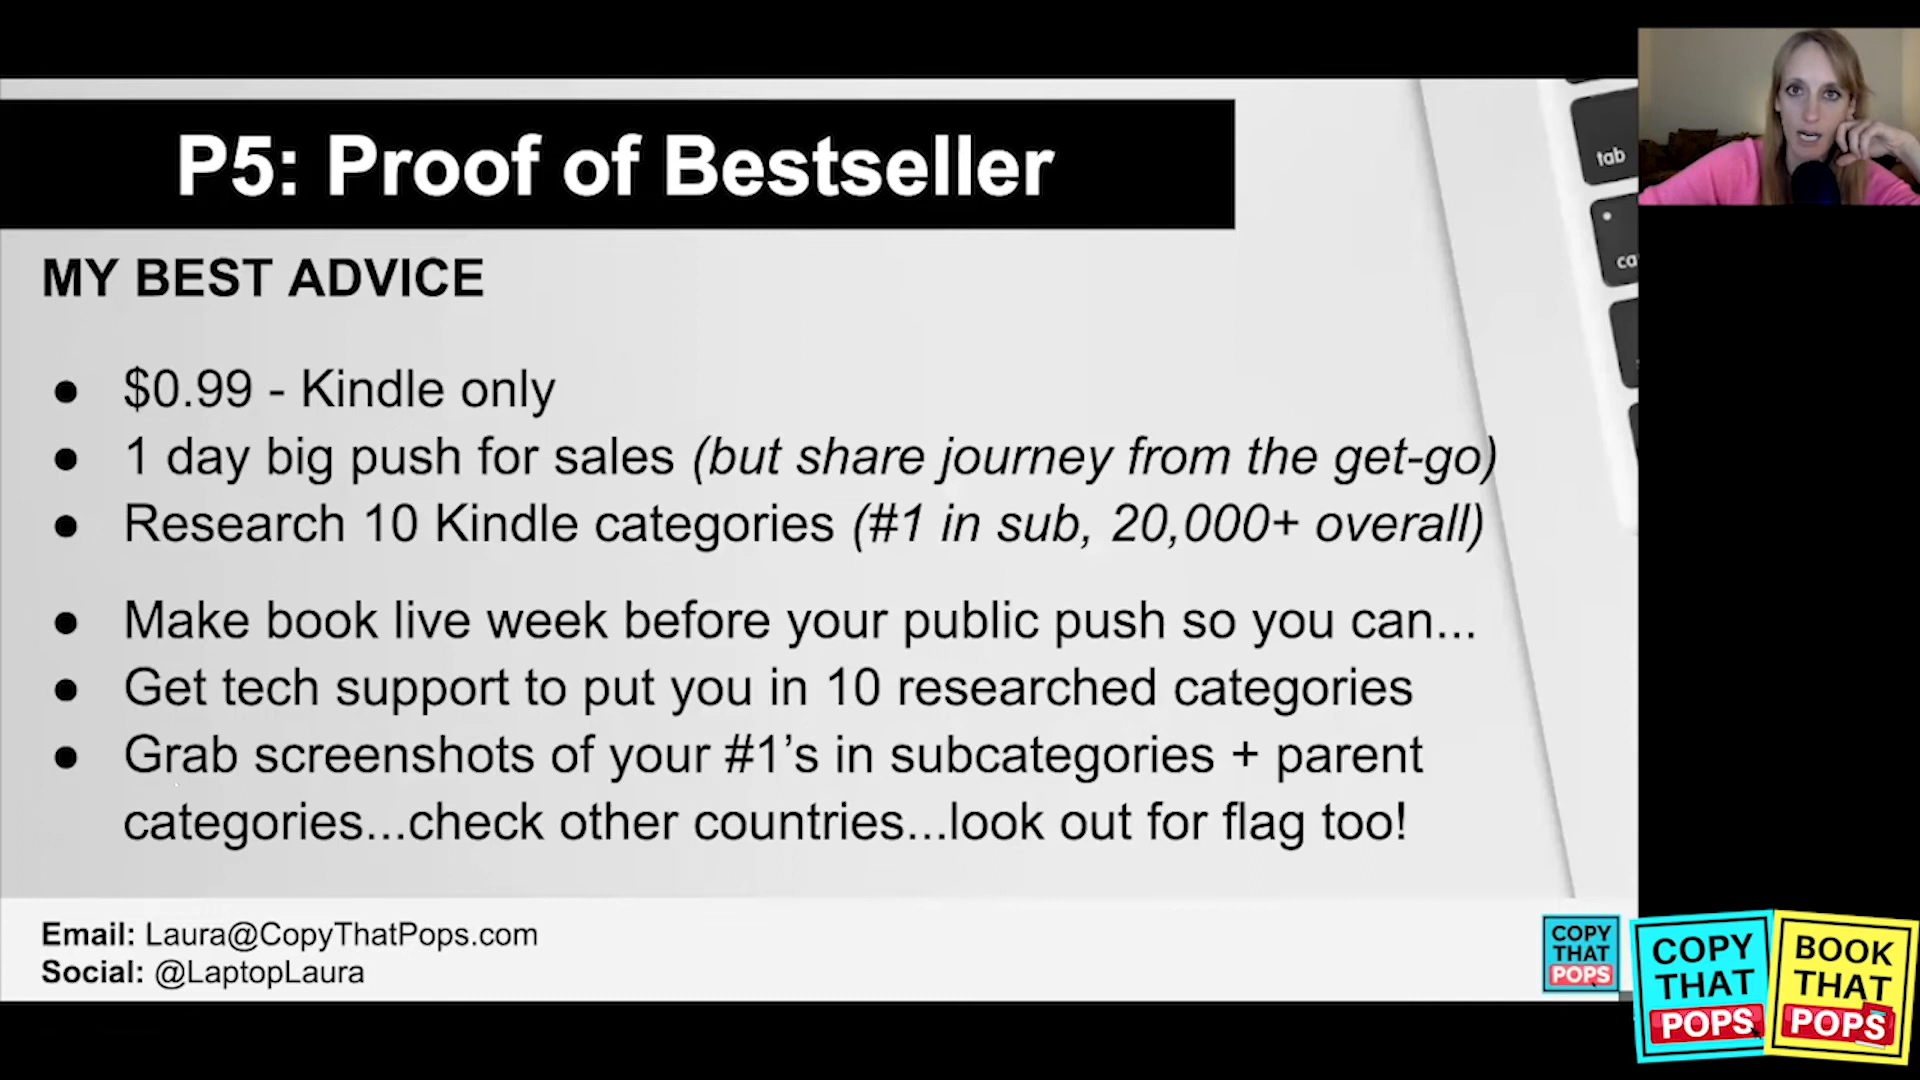 P5: Proof of Bestseller
MY BEST ADVICE
● $0.99 - Kindle only
● 1 day big push for sales (but share journey from the get-go)
● Research 10 Kindle categories (#1 in sub, 20,000+ overall)
● Make book live week before your public push so you can...
● Get tech support to put you in 10 researched categories
● Grab screenshots of your #1’s in subcategories + parent
categories...check other countries...look out for flag too!
Email: Laura@CopyThatPops.com
Social: @LaptopLaura
tab
ca
COPY
THAT
POPS
COPY
THAT
POPS
BOOK
THAT
POPS